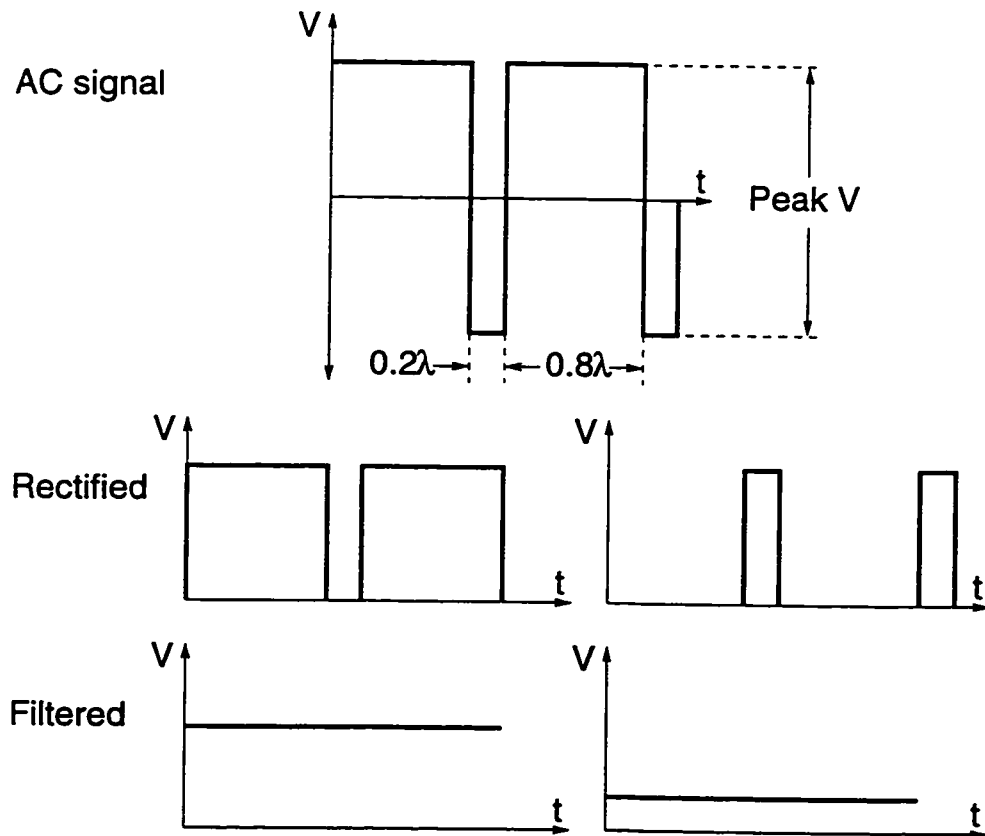 V
AC signal
t
Peak V
0.2λ 0.8λ
V V
Rectified
t t
V V
Filtered
t t